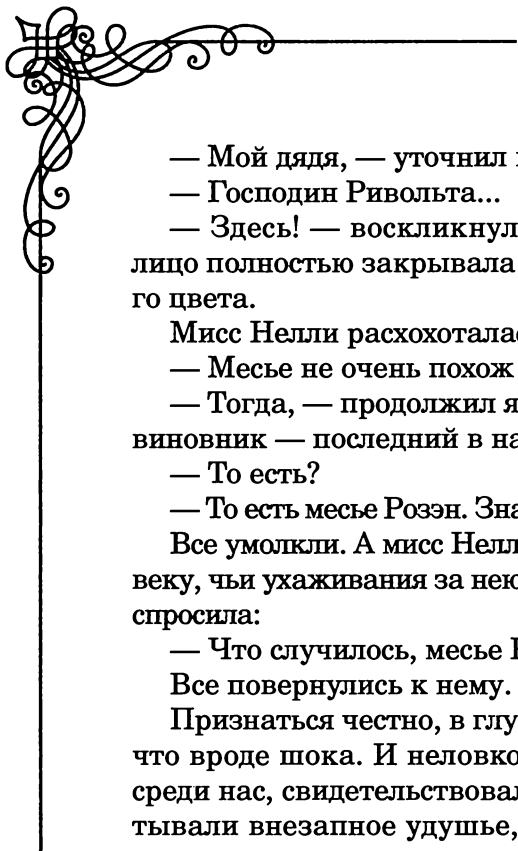 — Мой дядя, — уточнил
— Господин Ривольта...
— Здесь! — воскликнул
лицо полностью закрывала
го цвета.
Мисс Нелли расхохоталас
— Месье не очень похож
— Тогда, — продолжил я
виновник — последний в на
— То есть?
— То есть месье Розэн. Зна
Все умолкли. А мисс Нелл
веку, чьи ухаживания за нею
спросила:
— Что случилось, месье
Все повернулись к нему.
Признаться честно, в глу
что вроде шока. И неловко
среди нас, свидетельствовал
тывали внезапное удушье,